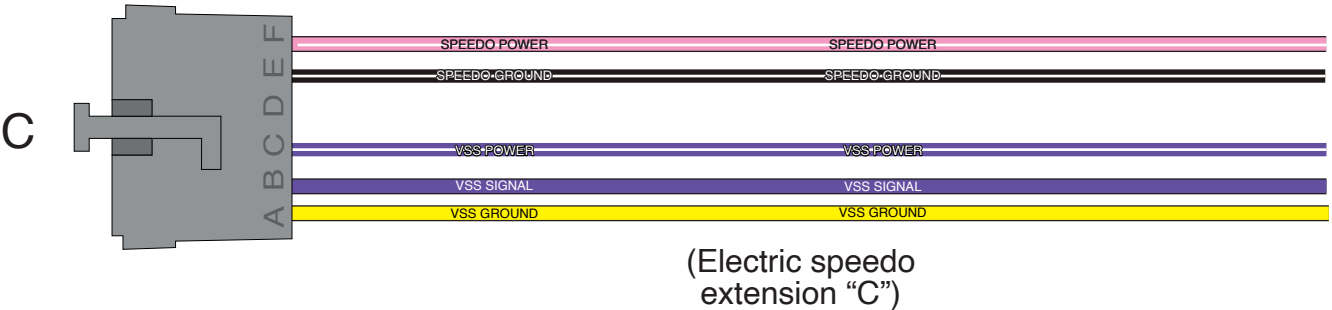 F
SPEEDO POWER SPEEDO POWER
E
SPEEDO GROUND SPEEDO GROUND
D
C
C
VSS POWER VSS POWER
B
VSS SIGNAL VSS SIGNAL
A
VSS GROUND VSS GROUND
(Electric speedo
extension “C”)